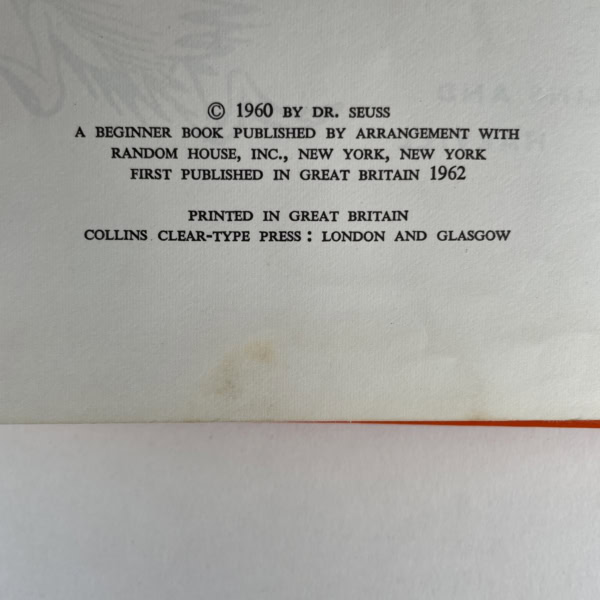 © 1960 BY DR. SEUSS
A BEGINNER BOOK PUBLISHED BY ARRANGEMENT WITH
RANDOM HOUSE, INC., NEW YORK, NEW YORK
FIRST PUBLISHED IN GREAT BRITAIN 1962
PRINTED IN GREAT BRITAIN
COLLINS CLEAR-TYPE PRESS : LONDON AND GLASGOW